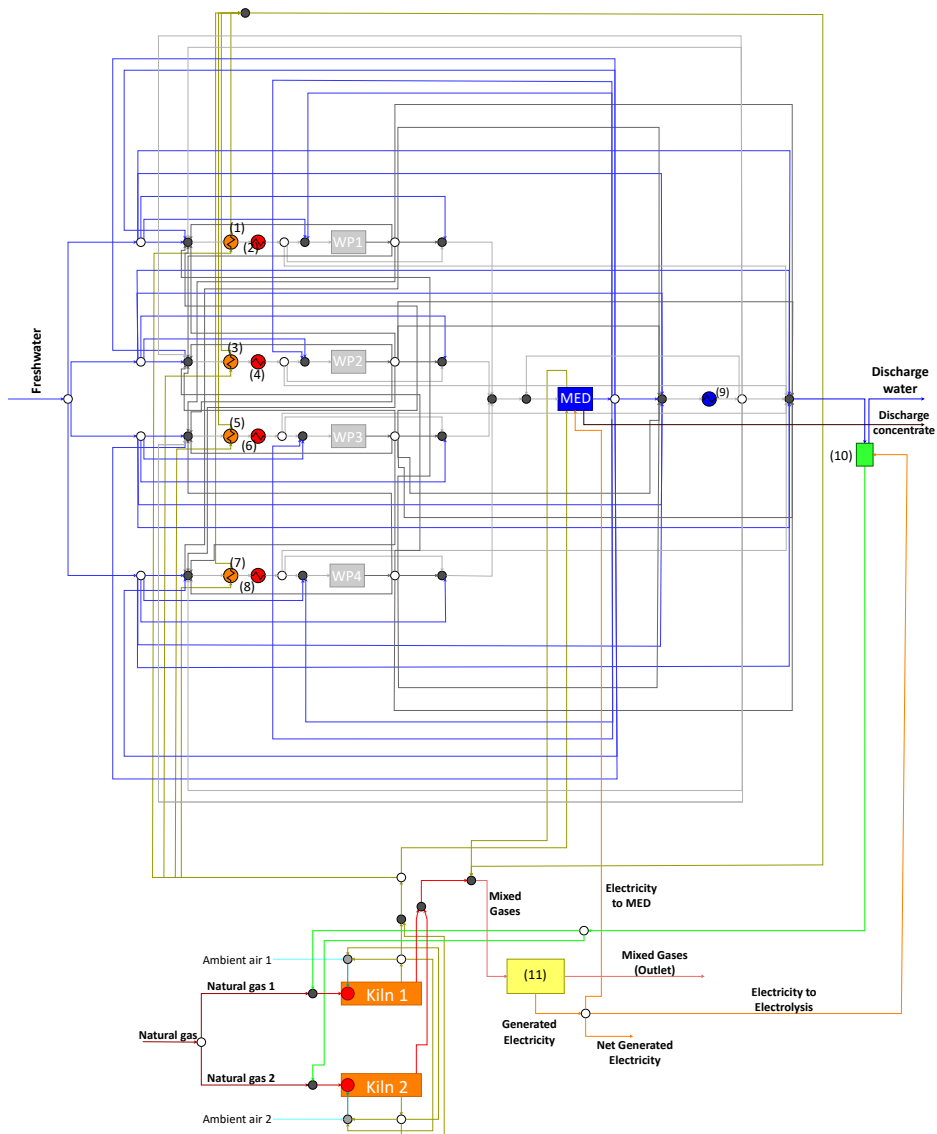 (1)
(2)
WP1
Freshwater
(3)
(4)
WP2
MED
(9)
Discharge
water
Discharge
concentrate
(5)
(6)
WP3
(10)
(7)
(8)
WP4
Mixed
Gases
Electricity
to MED
Ambient air 1
Natural gas 1
Kiln 1
(11)
Mixed Gases
(Outlet)
Generated
Electricity
Electricity to
Electrolysis
Natural gas
Net Generated
Electricity
Natural gas 2
Kiln 2
Ambient air 2